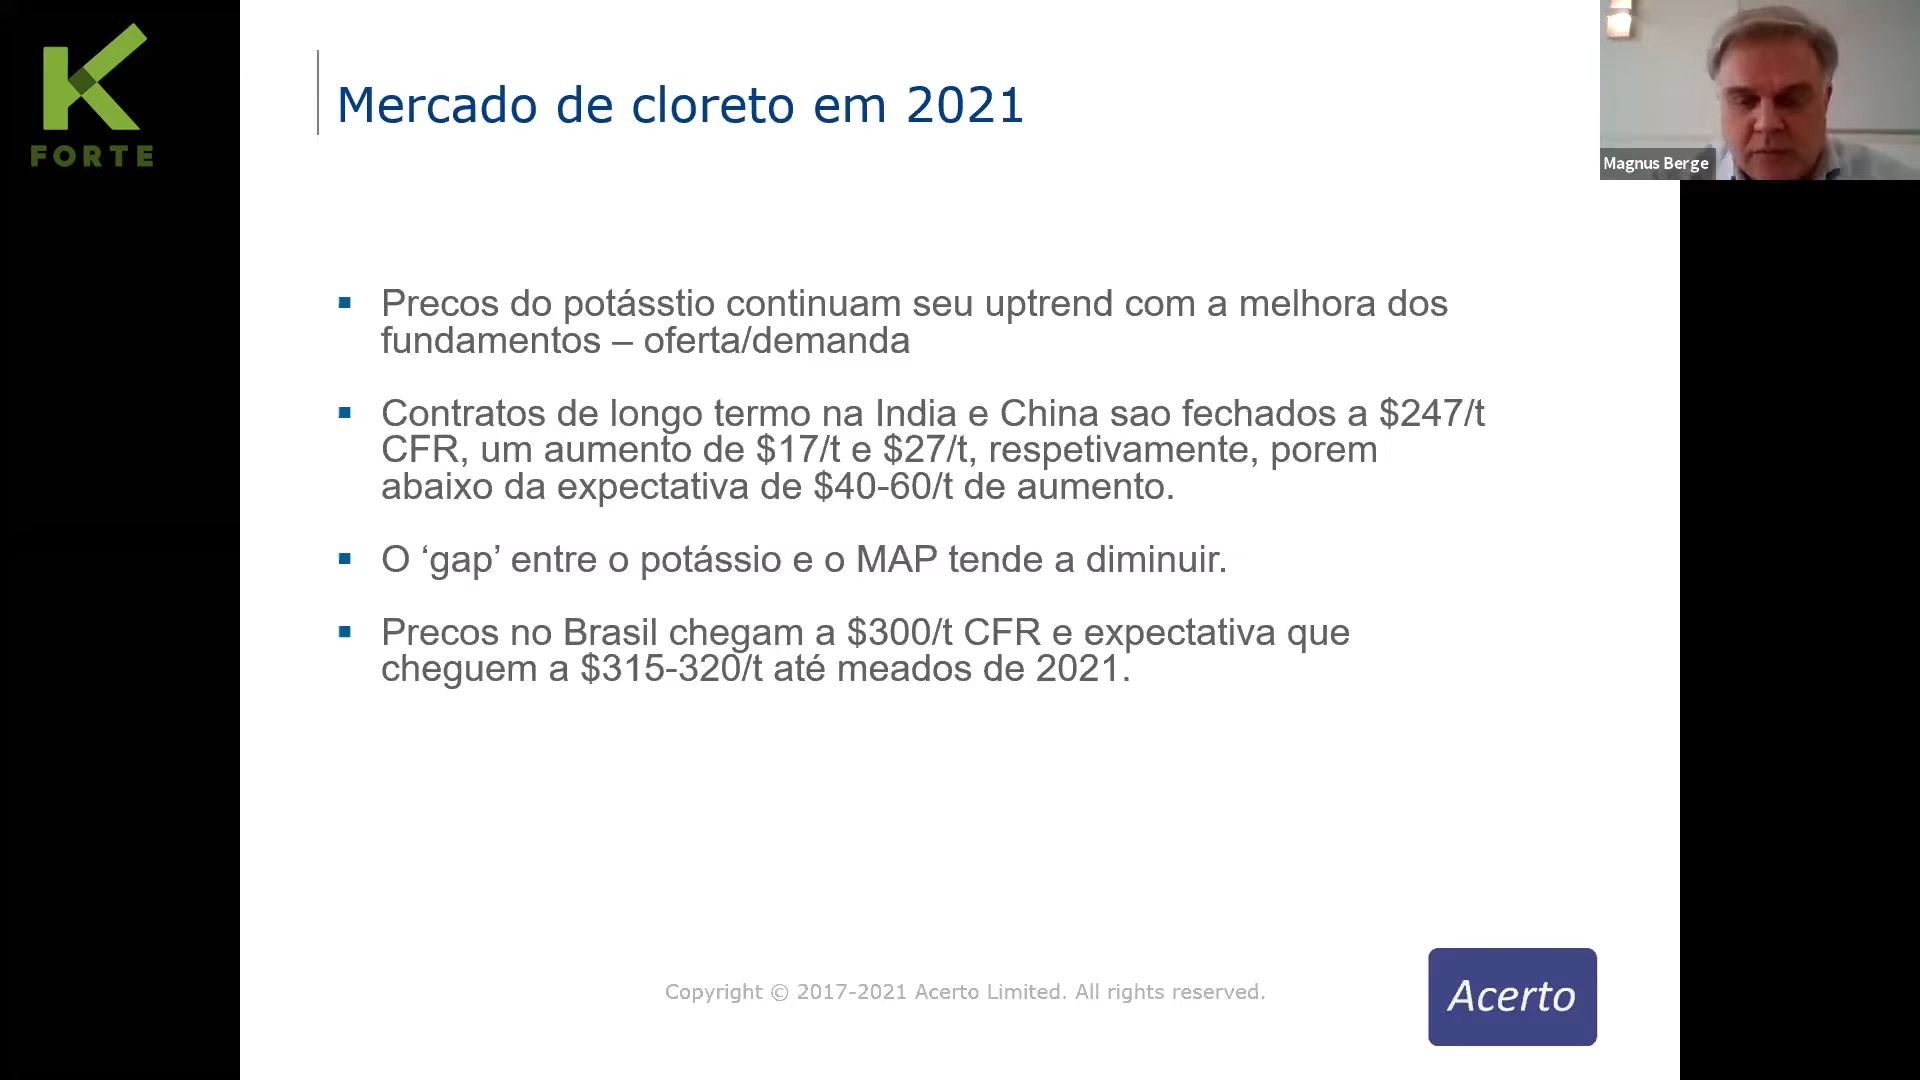 K
FORTE
Mercado de cloreto em 2021
Magnus Berge
Precos do potásstio continuam seu uptrend com a melhora dos
fundamentos – oferta/demanda
Contratos de longo termo na India e China sao fechados a $247/t
CFR, um aumento de $17/t e $27/t, respetivamente, porem
abaixo da expectativa de $40-60/t de aumento.
O ‘gap’ entre o potássio e o MAP tende a diminuir.
Precos no Brasil chegam a $300/t CFR e expectativa que
cheguem a $315-320/t até meados de 2021.
Copyright © 2017-2021 Acerto Limited. All rights reserved.
Acerto